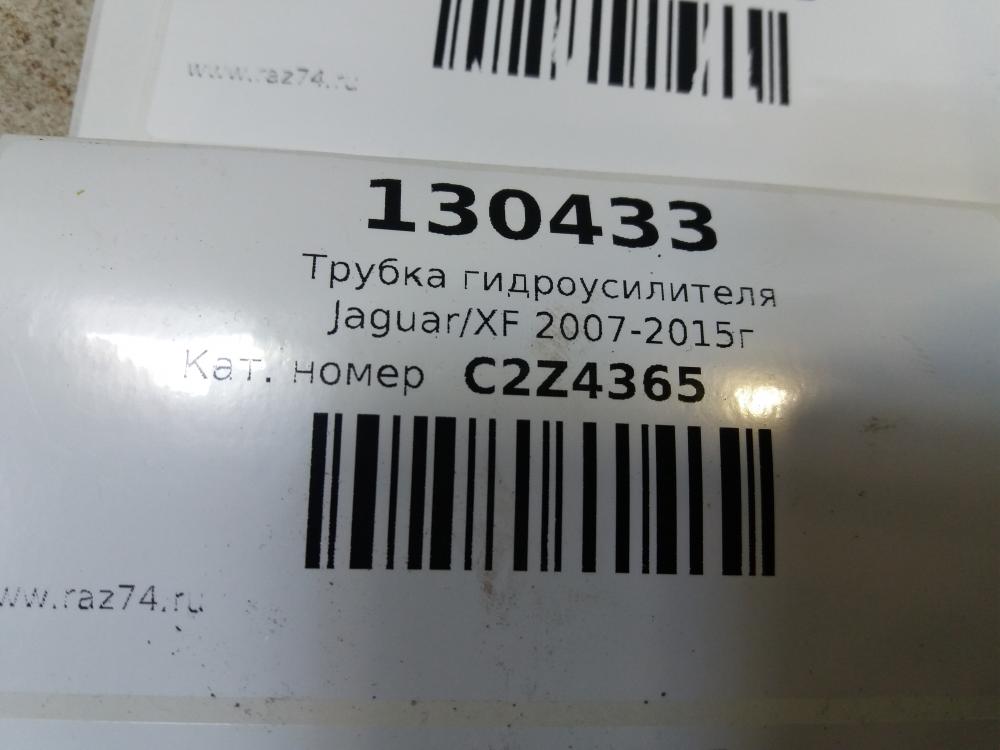 www.raz74.ru
130433
Трубка гидроусилителя
Jaguar/XF 2007-2015г
Кат. номер C2Z4365
www.raz74.ru